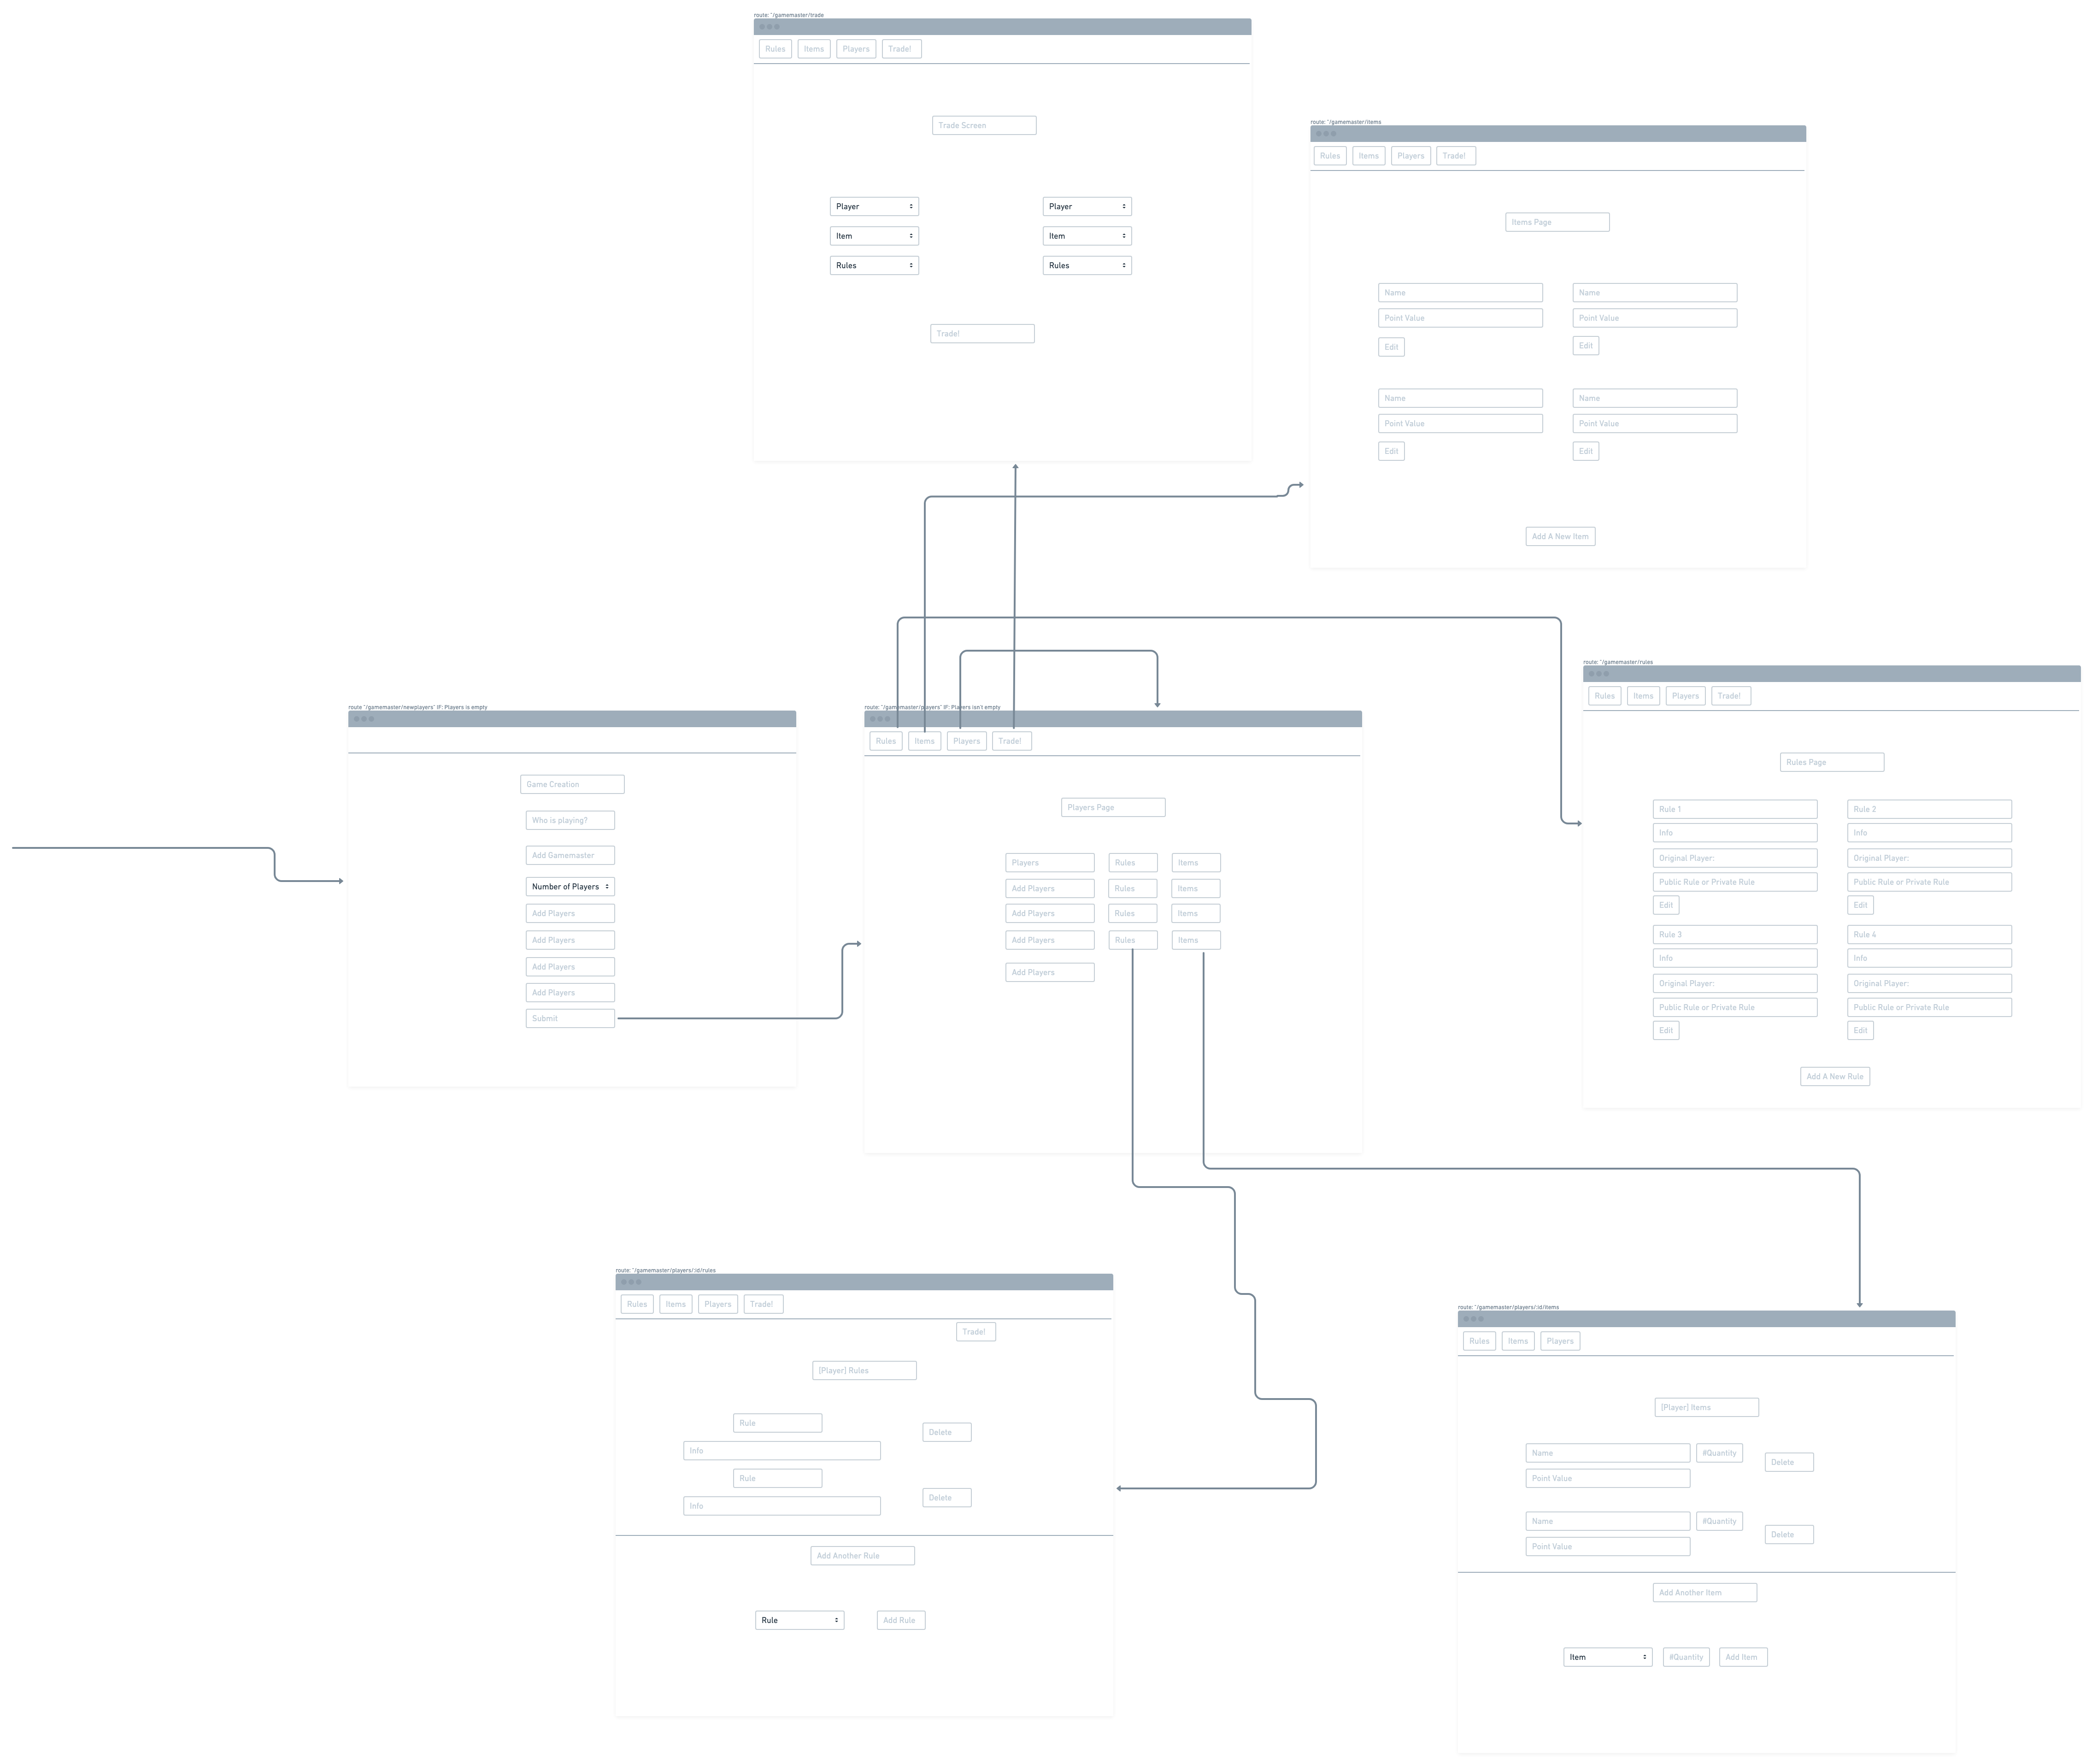 route: "/gamemaster/trade
Rules Items Players Trade!
Trade Screen
Player Player
Item Item
Rules Rules
Trade!
route: "/gamemaster/items
Rules Items Players Trade!
Items Page
Name Name
Point Value Point Value
Edit Edit
Name Name
Point Value Point Value
Edit Edit
Add A New Item
route "/gamemaster/newplayers" IF: Players is empty
Game Creation
Who is playing?
Add Gamemaster
Number of Players
Add Players
Add Players
Add Players
Add Players
Submit
route: "/gamemaster/players" IF: Players isn't empty
Rules Items Players Trade!
Players Page
Players Rules Items
Add Players Rules Items
Add Players Rules Items
Add Players Rules Items
Add Players
route: "/gamemaster/rules
Rules Items Players Trade!
Rules Page
Rule 1 Rule 2
Info Info
Original Player: Original Player:
Public Rule or Private Rule Public Rule or Private Rule
Edit Edit
Rule 3 Rule 4
Info Info
Original Player: Original Player:
Public Rule or Private Rule Public Rule or Private Rule
Edit Edit
Add A New Rule
route: "/gamemaster/players/:id/rules
Rules Items Players Trade!
Trade!
[Player] Rules
Rule
Delete
Info
Rule
Delete
Info
Add Another Rule
Rule Add Rule
route: "/gamemaster/players/:id/items
Rules Items Players
[Player] Items
Name #Quantity
Delete
Point Value
Name #Quantity
Delete
Point Value
Add Another Item
Item #Quantity Add Item